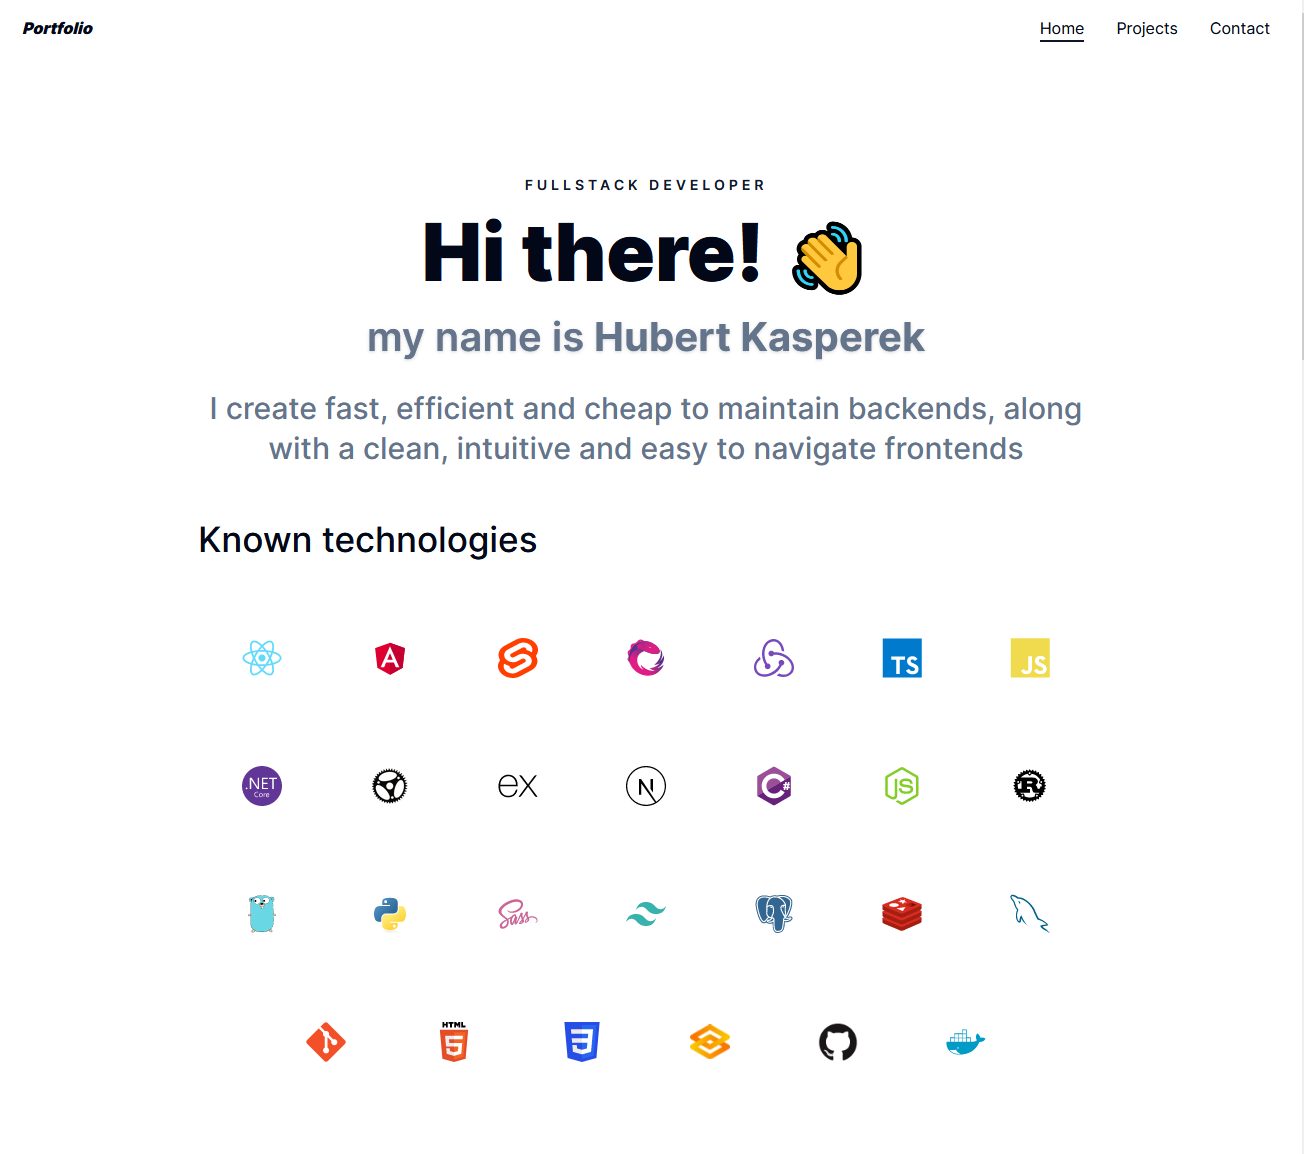 Portfolio
Home Projects Contact
FULLSTACK DEVELOPER
Hi there! 👋
my name is Hubert Kasperek
I create fast, efficient and cheap to maintain backends, along
with a clean, intuitive and easy to navigate frontends
Known technologies
A
TS
JS
.NET
Core
ex
N
C#
JS
R
Sass
HTML
5
3